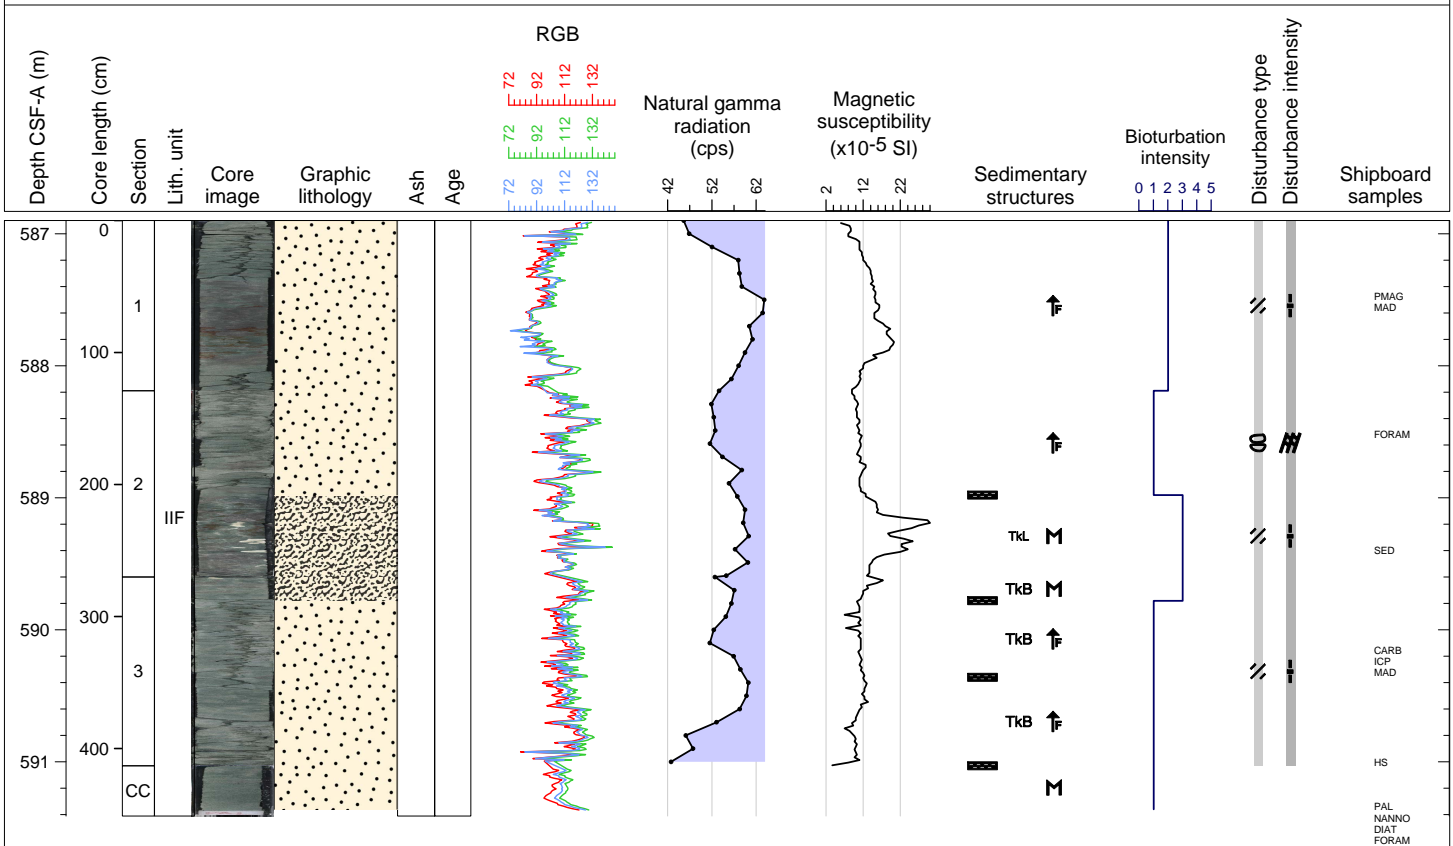 Depth CSF-A (m)
Core length (cm)
Section
Lith. unit
Core
image
Graphic
lithology
Ash
Age
RGB
72 92 112 132
72 92 112 132
72 92 112 132
Natural gamma
radiation
(cps)
42 52 62
Magnetic
susceptibility
(x10-5 SI)
2 12 22
Sedimentary
structures
Bioturbation
intensity
0 1 2 3 4 5
Disturbance type
Disturbance intensity
Shipboard
samples
587
588
589
590
591
0
100
200
300
400
1
2
3
CC
IIF
F
F
TkL M
TkB M
TkB F
TkB F
M
PMAG
MAD
FORAM
SED
CARB
ICP
MAD
HS
PAL
NANNO
DIAT
FORAM